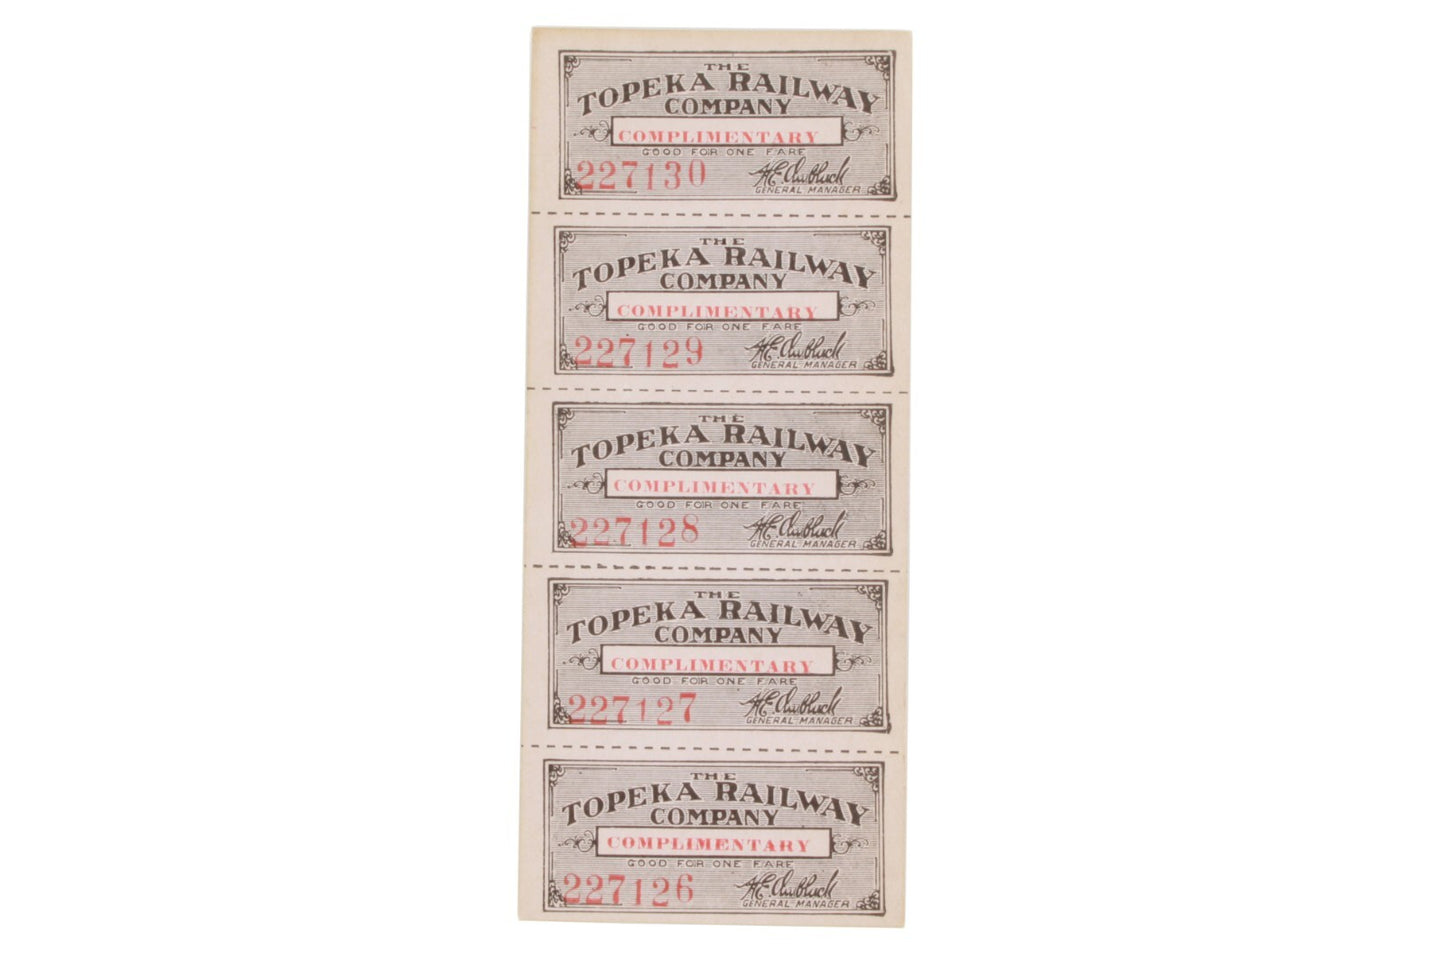 THE
TOPEKA RAILWAY
COMPANY
COMPLIMENTARY
GOOD FOR ONE FARE
227130
GENERAL MANAGER
THE
TOPEKA RAILWAY
COMPANY
COMPLIMENTARY
GOOD FOR ONE FARE
227129
GENERAL MANAGER
THE
TOPEKA RAILWAY
COMPANY
COMPLIMENTARY
GOOD FOR ONE FARE
227128
GENERAL MANAGER
THE
TOPEKA RAILWAY
COMPANY
COMPLIMENTARY
GOOD FOR ONE FARE
227127
GENERAL MANAGER
THE
TOPEKA RAILWAY
COMPANY
COMPLIMENTARY
GOOD FOR ONE FARE
227126
GENERAL MANAGER